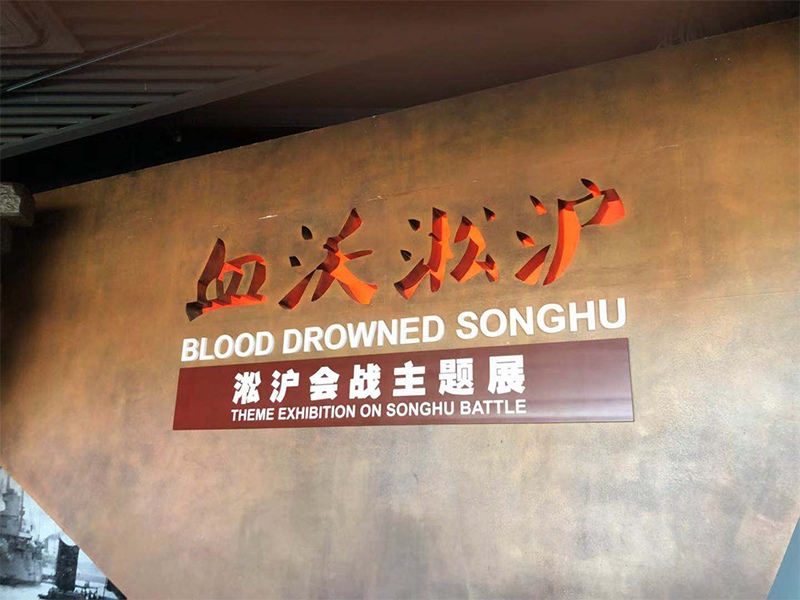 血沃淞沪
BLOOD DROWNED SONGHU
淞沪会战主题展
THEME EXHIBITION ON SONGHU BATTLE